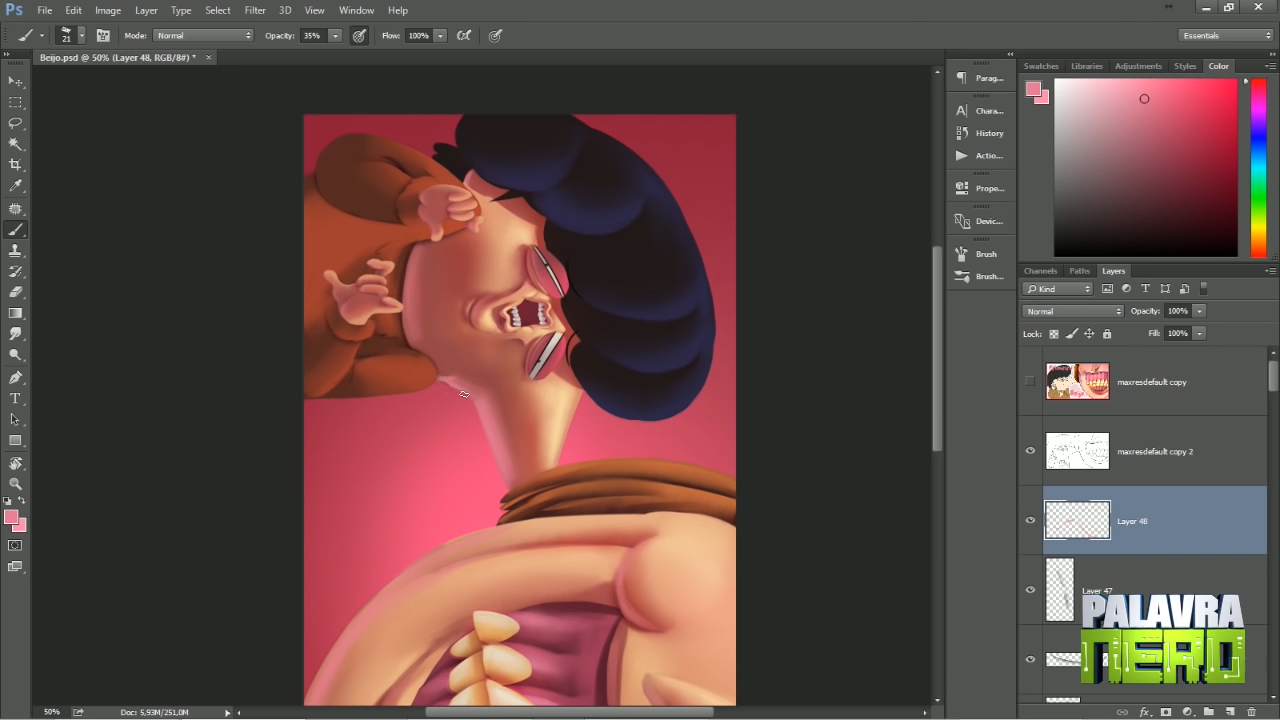 Ps File Edit Image Layer Type Select Filter 3D View Window Help
21 Mode: Normal Opacity: 35% Flow: 100% Essentials
Beijo.psd @ 50% (Layer 48, RGB/8#) * ×
Swatches Libraries Adjustments Styles Color
Parag...
Chara...
History
Actio...
Prope...
Devic...
Brush
Brush...
Channels Paths Layers
Kind
Normal Opacity: 100%
Lock: Fill: 100%
maxresdefault copy
maxresdefault copy 2
Layer 48
Layer 47
PALAVRA
NERD
50% Doc: 5,93M/251,0M